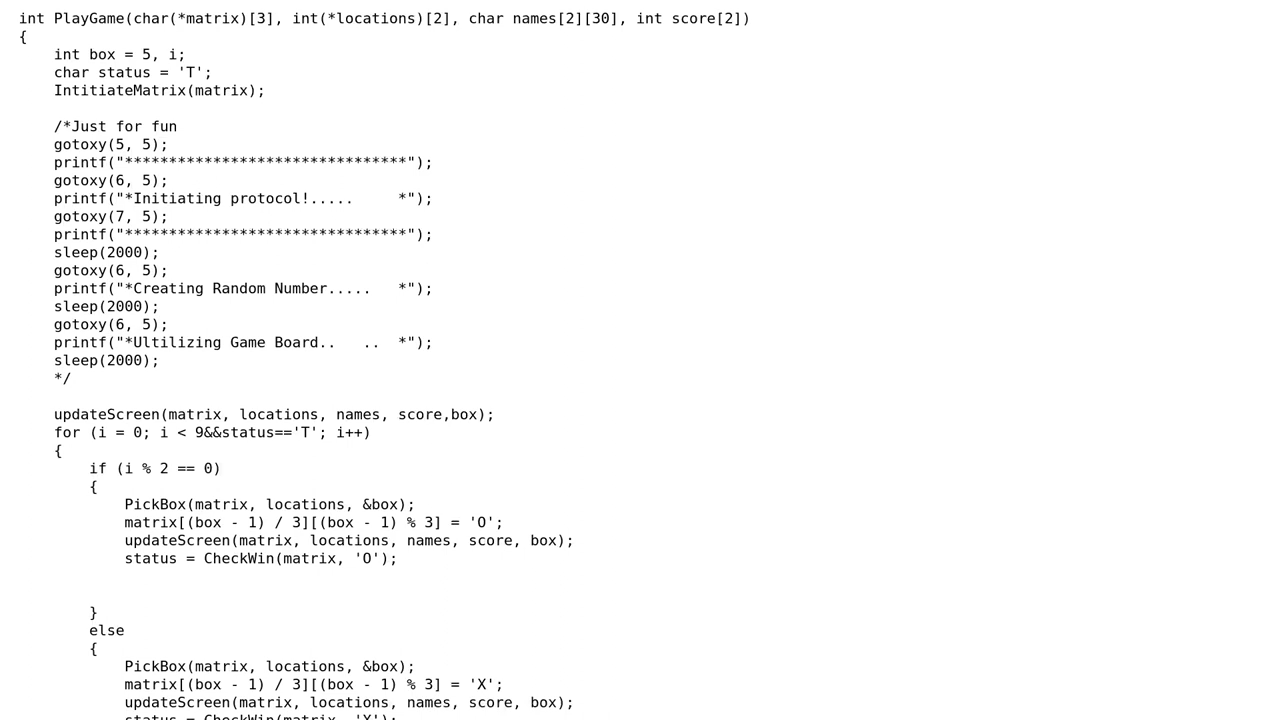 int PlayGame(char(*matrix)[3], int(*locations)[2], char names[2][30], int score[2])
{
    int box = 5, i;
    char status = 'T';
    IntitiateMatrix(matrix);

    /*Just for fun
    gotoxy(5, 5);
    printf("********************************");
    gotoxy(6, 5);
    printf("*Initiating protocol!.....     *");
    gotoxy(7, 5);
    printf("********************************");
    sleep(2000);
    gotoxy(6, 5);
    printf("*Creating Random Number.....   *");
    sleep(2000);
    gotoxy(6, 5);
    printf("*Ultilizing Game Board..   ..  *");
    sleep(2000);
    */

    updateScreen(matrix, locations, names, score,box);
    for (i = 0; i < 9&&status=='T'; i++)
    {
        if (i % 2 == 0)
        {
            PickBox(matrix, locations, &box);
            matrix[(box - 1) / 3][(box - 1) % 3] = 'O';
            updateScreen(matrix, locations, names, score, box);
            status = CheckWin(matrix, 'O');


        }
        else
        {
            PickBox(matrix, locations, &box);
            matrix[(box - 1) / 3][(box - 1) % 3] = 'X';
            updateScreen(matrix, locations, names, score, box);
            status = CheckWin(matrix, 'X');